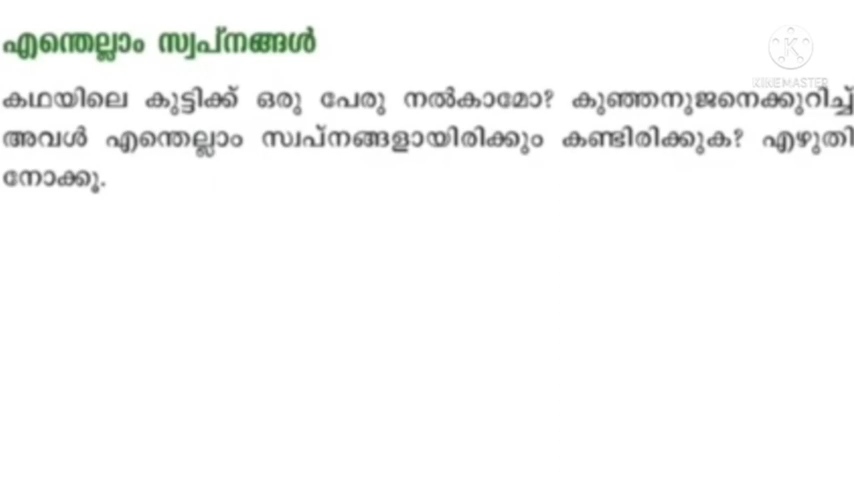 എന്തെല്ലാം സ്വപ്നങ്ങൾ
KINEMASTER
കഥയിലെ കുട്ടിക്ക് ഒരു പേരു നൽകാമോ? കുഞ്ഞനുജനെക്കുറിച്ച്
അവൾ എന്തെല്ലാം സ്വപ്നങ്ങളായിരിക്കും കണ്ടിരിക്കുക? എഴുതി
നോക്കൂ.